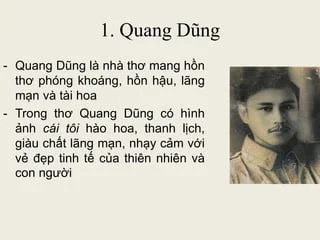 1. Quang Dũng
- Quang Dũng là nhà thơ mang hồn
thơ phóng khoáng, hồn hậu, lãng
mạn và tài hoa
- Trong thơ Quang Dũng có hình
ảnh cái tôi hào hoa, thanh lịch,
giàu chất lãng mạn, nhạy cảm với
vẻ đẹp tinh tế của thiên nhiên và
con người